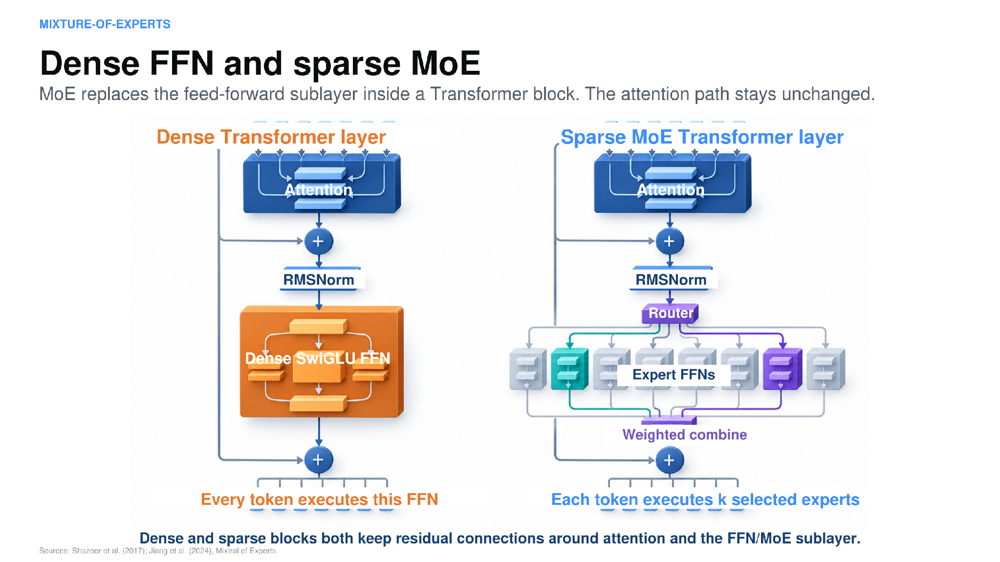 MIXTURE-OF-EXPERTS
Dense FFN and sparse MoE
MoE replaces the feed-forward sublayer inside a Transformer block. The attention path stays unchanged.
Dense Transformer layer
Attention
+
RMSNorm
Dense SwiGLU FFN
+
Every token executes this FFN
Sparse MoE Transformer layer
Attention
+
RMSNorm
Router
Expert FFNs
Weighted combine
+
Each token executes k selected experts
Dense and sparse blocks both keep residual connections around attention and the FFN/MoE sublayer.
Sources: Shazeer et al. (2017); Jiang et al. (2024), Mixtral of Experts.